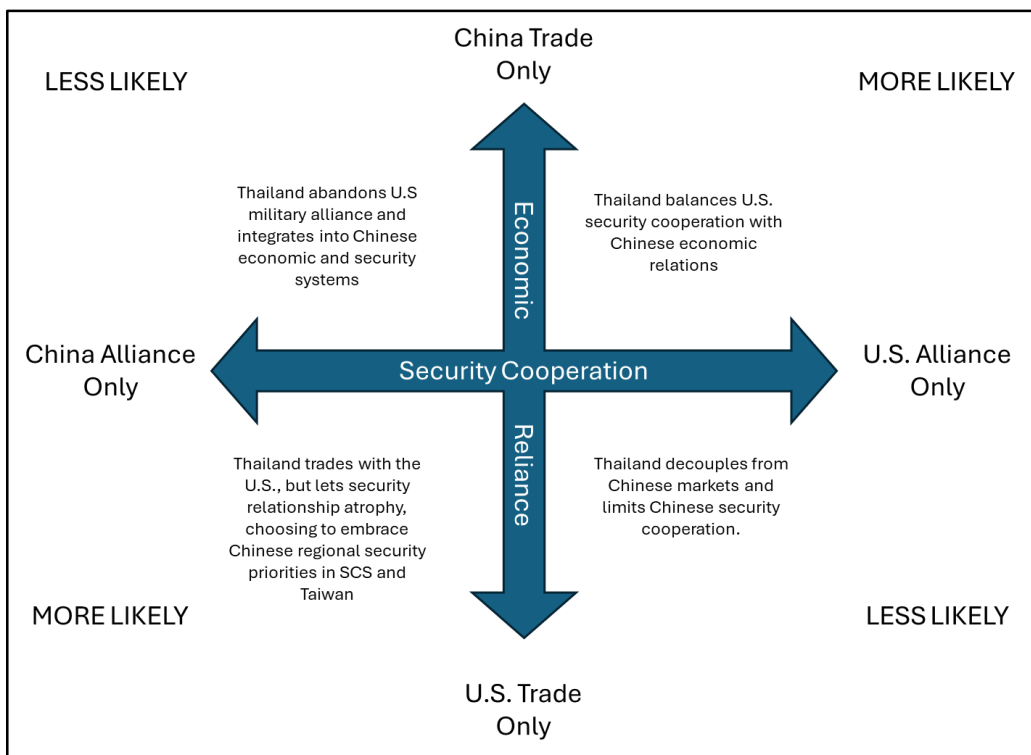 China Trade
Only
LESS LIKELY
MORE LIKELY
Thailand abandons U.S
military alliance and
integrates into Chinese
economic and security
systems
Economic
Thailand balances U.S.
security cooperation with
Chinese economic
relations
China Alliance
Only
Security Cooperation
U.S. Alliance
Only
Thailand trades with the
U.S., but lets security
relationship atrophy,
choosing to embrace
Chinese regional security
priorities in SCS and
Taiwan
Reliance
Thailand decouples from
Chinese markets and
limits Chinese security
cooperation.
MORE LIKELY
LESS LIKELY
U.S. Trade
Only